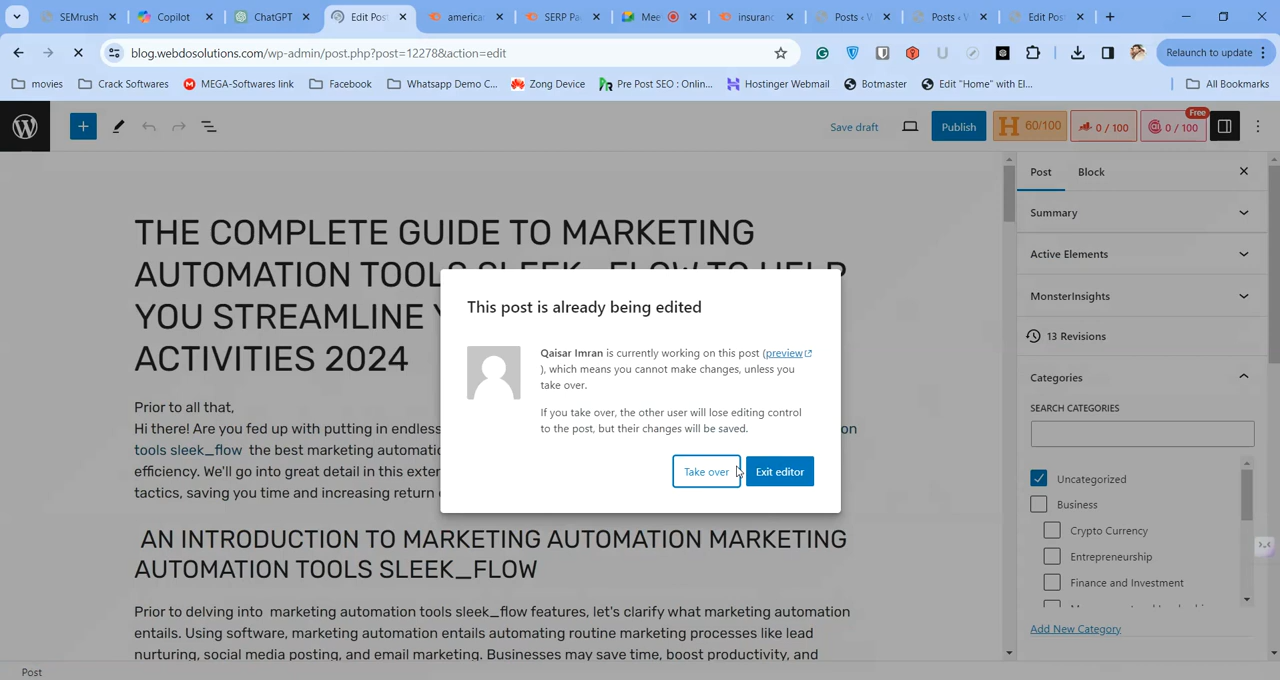 SEMrush
Copilot
ChatGPT
Edit Pos
american
SERP Pa
Mee
insuran
Posts ‹ V
Posts ‹ W
Edit Post
blog.webdosolutions.com/wp-admin/post.php?post=12278&action=edit
Relaunch to update
movies
Crack Softwares
MEGA-Softwares link
Facebook
Whatsapp Demo C...
Zong Device
Pre Post SEO : Onlin...
Hostinger Webmail
Botmaster
Edit "Home" with El...
All Bookmarks
Save draft
Publish
60/100
0 / 100
Free
0 / 100
THE COMPLETE GUIDE TO MARKETING
AUTOMATION TOOLS SLEEK_FLOW TO HELP
YOU STREAMLINE
ACTIVITIES 2024
Prior to all that,
Hi there! Are you fed up with putting in endless
on
tools sleek_flow the best marketing automati
efficiency. We'll go into great detail in this exter
tactics, saving you time and increasing return
AN INTRODUCTION TO MARKETING AUTOMATION MARKETING
AUTOMATION TOOLS SLEEK_FLOW
Prior to delving into marketing automation tools sleek_flow features, let's clarify what marketing automation
entails. Using software, marketing automation entails automating routine marketing processes like lead
nurturing, social media posting, and email marketing. Businesses may save time, boost productivity, and
This post is already being edited
Qaisar Imran is currently working on this post (preview
), which means you cannot make changes, unless you
take over.
If you take over, the other user will lose editing control
to the post, but their changes will be saved.
Take over
Exit editor
Post
Block
Summary
Active Elements
MonsterInsights
13 Revisions
Categories
SEARCH CATEGORIES
Uncategorized
Business
Crypto Currency
Entrepreneurship
Finance and Investment
Add New Category
Post